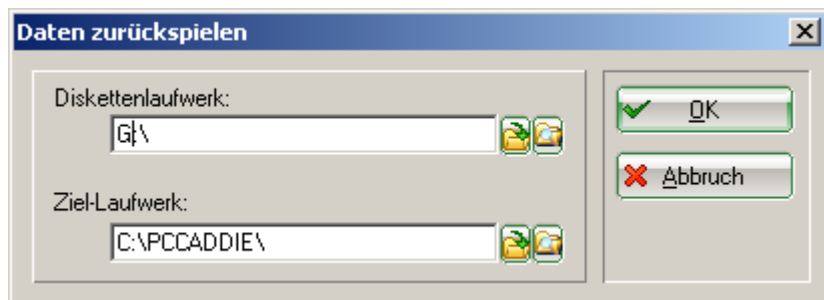 Daten zurückspielen
Diskettenlaufwerk:
G:\
OK
Abbruch
Ziel-Laufwerk:
C:\PCCADDIE\